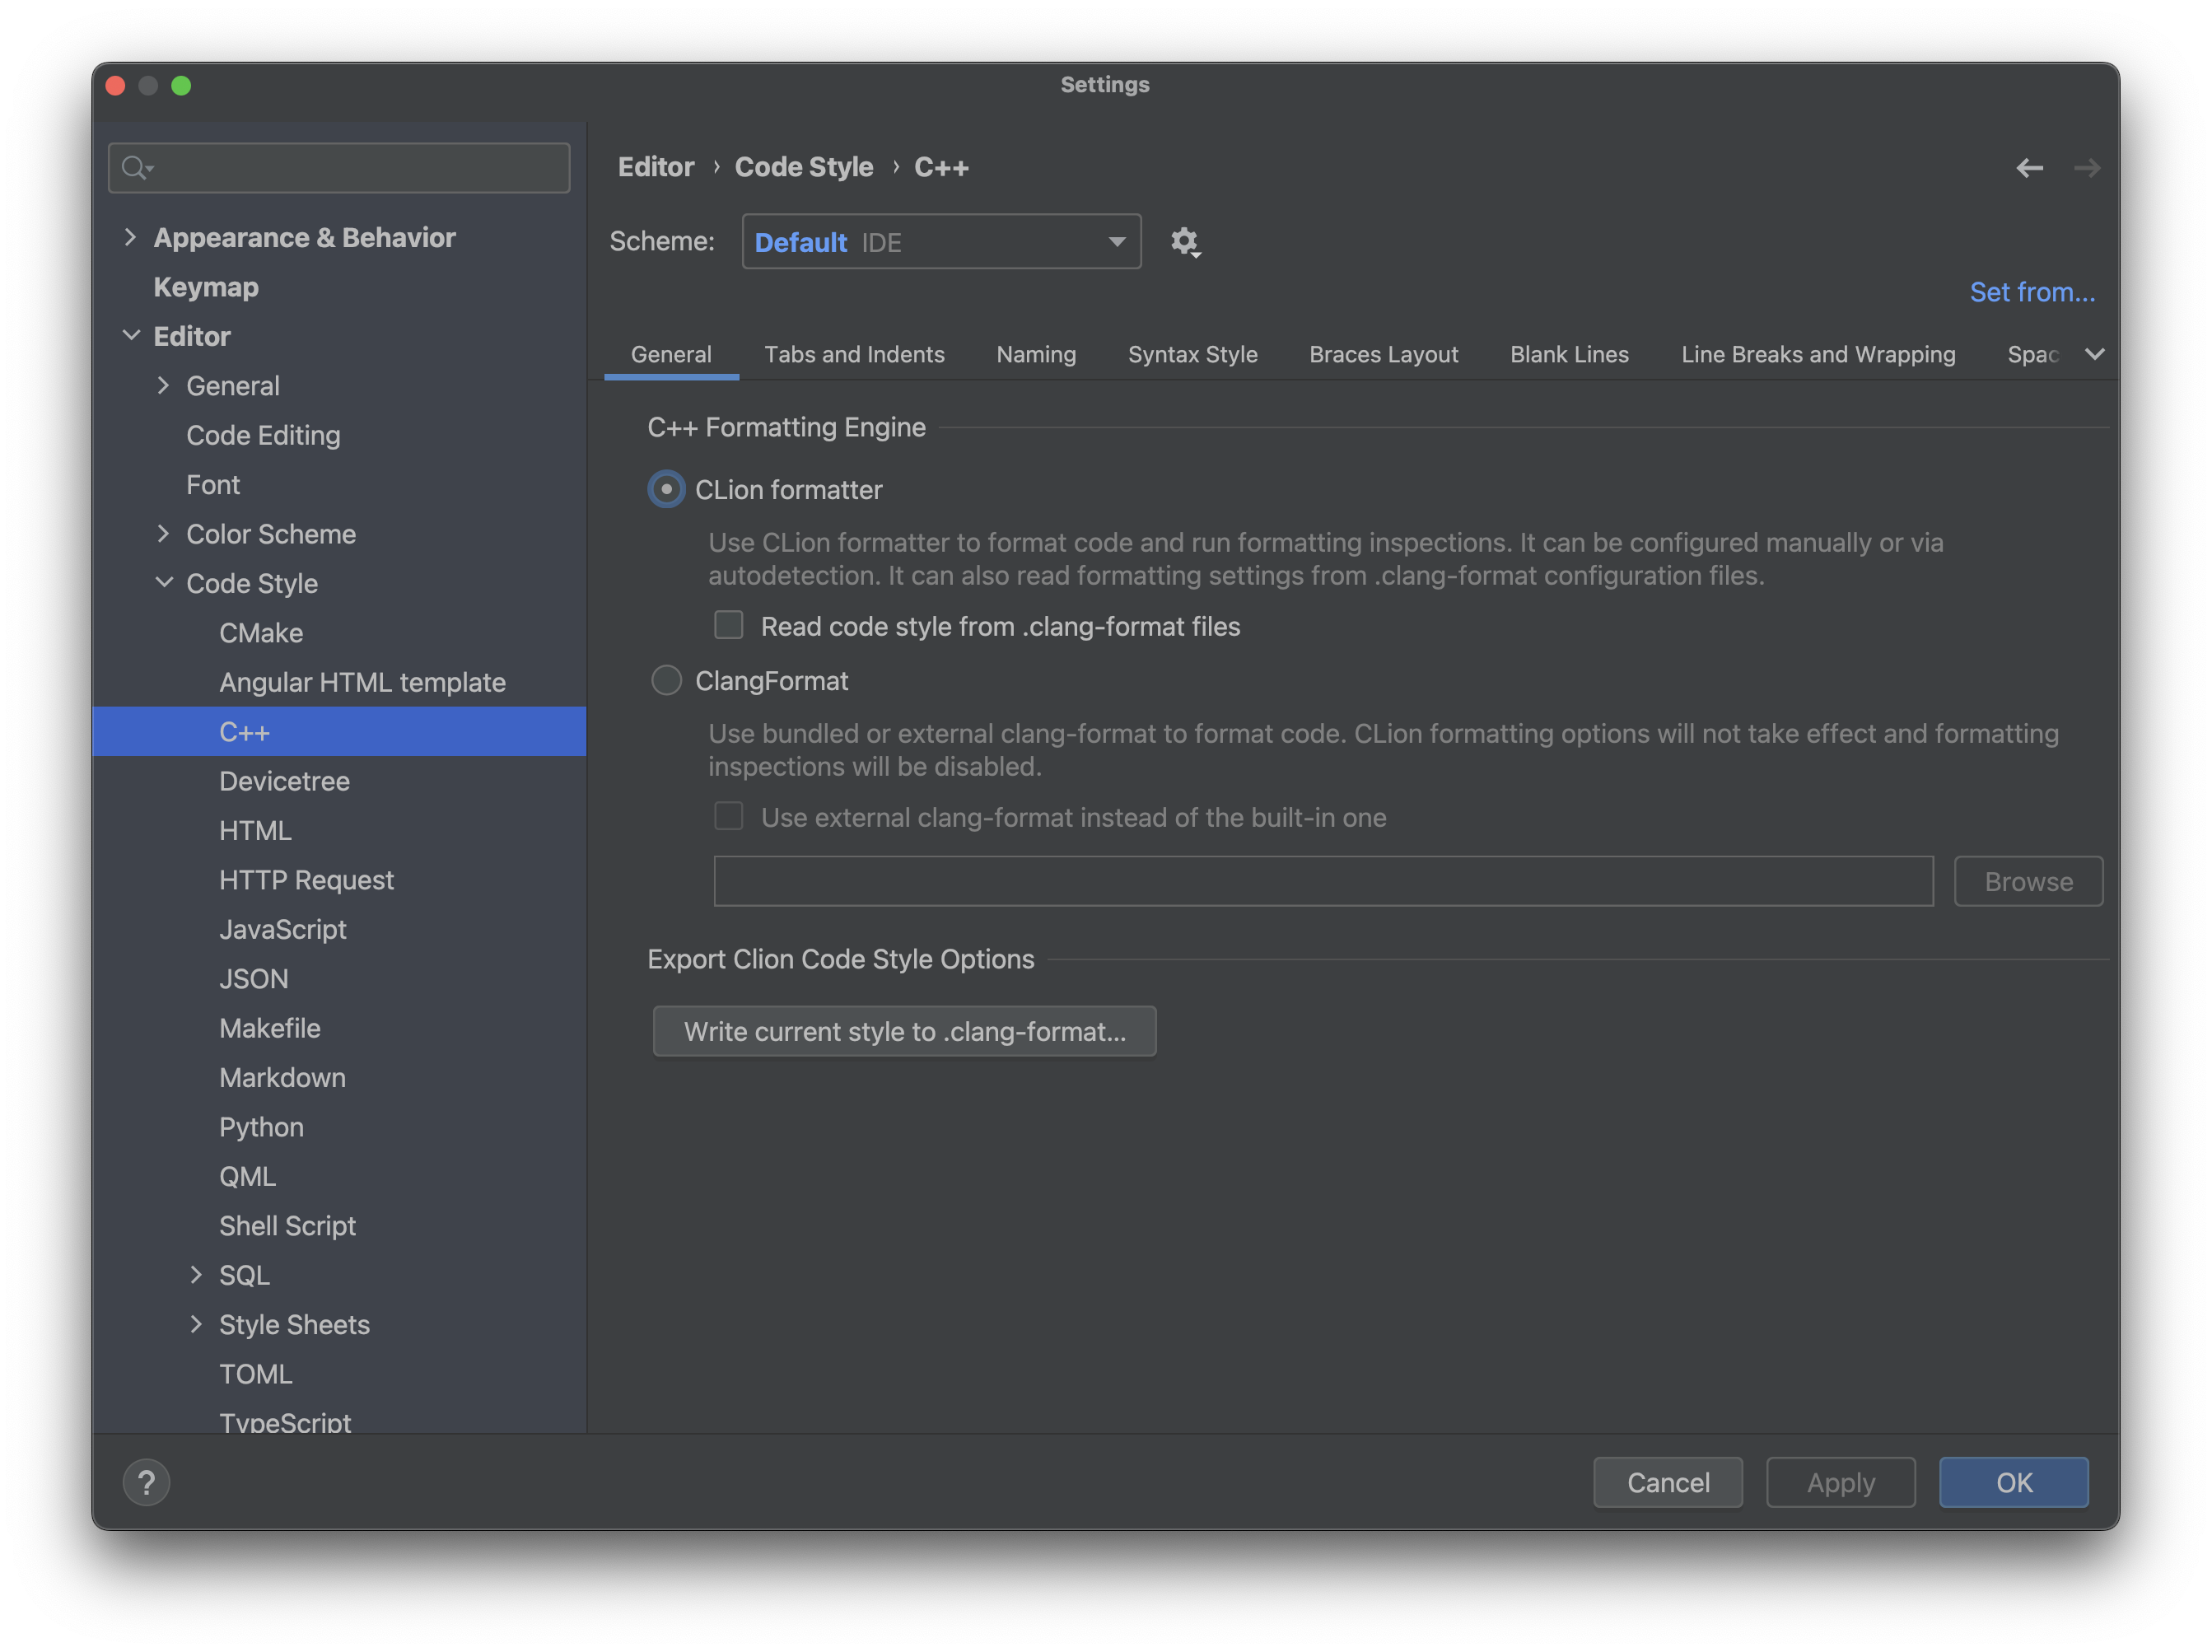 Settings
Appearance & Behavior
Keymap
Editor
General
Code Editing
Font
Color Scheme
Code Style
CMake
Angular HTML template
C++
Devicetree
HTML
HTTP Request
JavaScript
JSON
Makefile
Markdown
Python
QML
Shell Script
SQL
Style Sheets
TOML
TypeScript
Editor › Code Style › C++
Scheme: Default IDE
Set from...
General Tabs and Indents Naming Syntax Style Braces Layout Blank Lines Line Breaks and Wrapping Spac
C++ Formatting Engine
CLion formatter
Use CLion formatter to format code and run formatting inspections. It can be configured manually or via
autodetection. It can also read formatting settings from .clang-format configuration files.
Read code style from .clang-format files
ClangFormat
Use bundled or external clang-format to format code. CLion formatting options will not take effect and formatting
inspections will be disabled.
Use external clang-format instead of the built-in one
Browse
Export Clion Code Style Options
Write current style to .clang-format...
? Cancel Apply OK